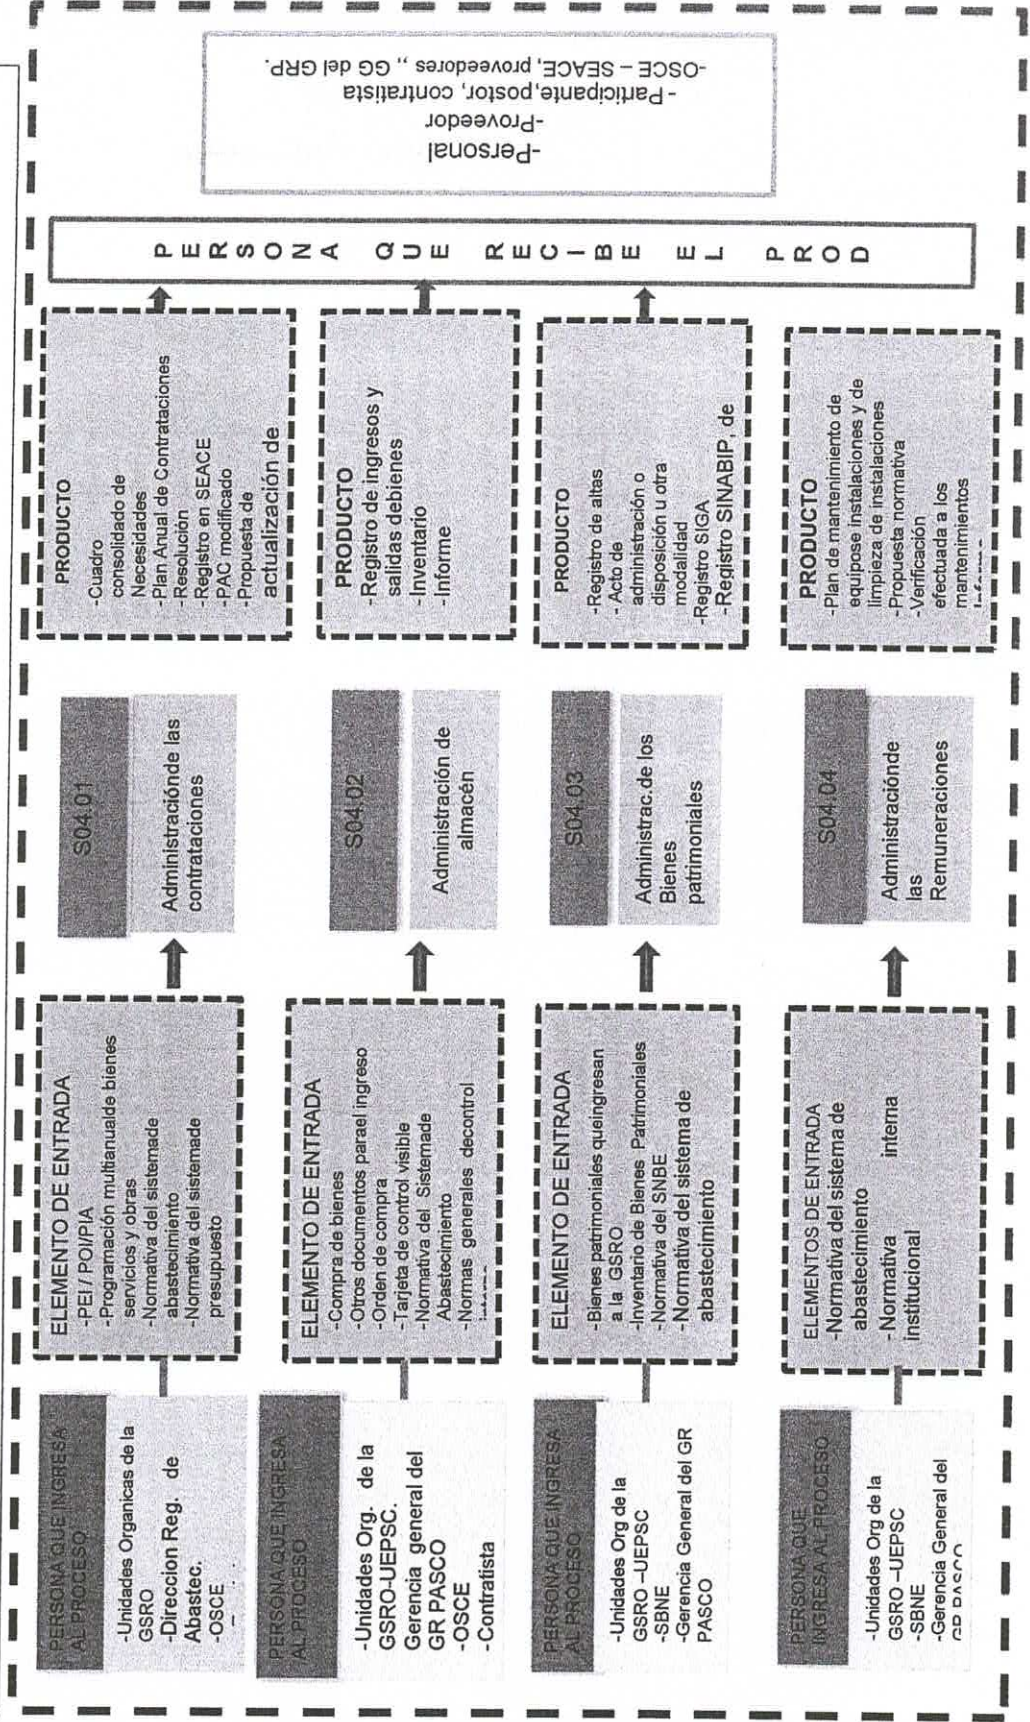 PERSONA QUE INGRESA
AL PROCESO
-Unidades Organicas de la
GSRO
-Direccion Reg. de
Abastec.
-OSCE
ELEMENTO DE ENTRADA
-PEI / POI/PIA
-Programación multianualde bienes
servicios y obras
-Normativa del sistemade
abastecimiento
-Normativa del sistemade
presupuesto
S04.01
Administraciónde las
contrataciones
PRODUCTO
-Cuadro
consolidado de
Necesidades
-Plan Anual de Contrataciones
-Resolución
-Registro en SEACE
-PAC modificado
-Propuesta de
actualización de
PERSONA QUE INGRESA
AL PROCESO
-Unidades Org. de la
GSRO-UEPSC.
Gerencia general del
GR PASCO
-OSCE
-Contratista
ELEMENTO DE ENTRADA
-Compra de bienes
-Otros documentos parael ingreso
-Orden de compra
-Tarjeta de control visible
-Normativa del Sistemade
Abastecimiento
-Normas generales decontrol
S04.02
Administración de
almacén
PRODUCTO
-Registro de ingresos y
salidas debienes
-Inventario
-Informe
PERSONA QUE INGRESA
AL PROCESO
-Unidades Org de la
GSRO –UEPSC
-SBNE
-Gerencia General del GR
PASCO
ELEMENTO DE ENTRADA
-Bienes patrimoniales queingresan
a la GSRO
-Inventario de Bienes Patrimoniales
-Normativa del SNBE
-Normativa del sistema de
abastecimiento
S04.03
Administrac.de los
Bienes
patrimoniales
PRODUCTO
-Registro de altas
- Acto de
administración o
disposición u otra
modalidad
-Registro SIGA
-Registro SINABIP, de
PERSONA QUE
INGRESA AL PROCESO
-Unidades Org de la
GSRO –UEPSC
-SBNE
-Gerencia General del
GR PASCO
ELEMENTOS DE ENTRADA
-Normativa del sistema de
abastecimiento
-Normativa interna
institucional
S04.04
Administraciónde
las
Remuneraciones
PRODUCTO
-Plan de mantenimiento de
equipose instalaciones y de
limpieza de instalaciones
-Propuesta normativa
-Verificación
efectuada a los
mantenimientos
PERSONA QUE RECIBE EL PROD
-Personal
-Proveedor
- Participante,postor, contratista
-OSCE – SEACE, proveedores ,, GG del GRP.